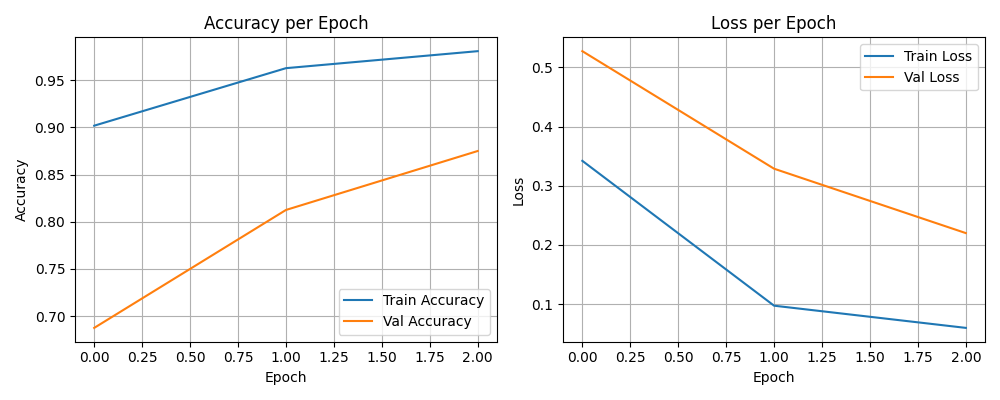 Accuracy per Epoch
Accuracy
0.95
0.90
0.85
0.80
0.75
0.70
Train Accuracy
Val Accuracy
0.00 0.25 0.50 0.75 1.00 1.25 1.50 1.75 2.00
Epoch
Loss per Epoch
Loss
0.5
0.4
0.3
0.2
0.1
Train Loss
Val Loss
0.00 0.25 0.50 0.75 1.00 1.25 1.50 1.75 2.00
Epoch